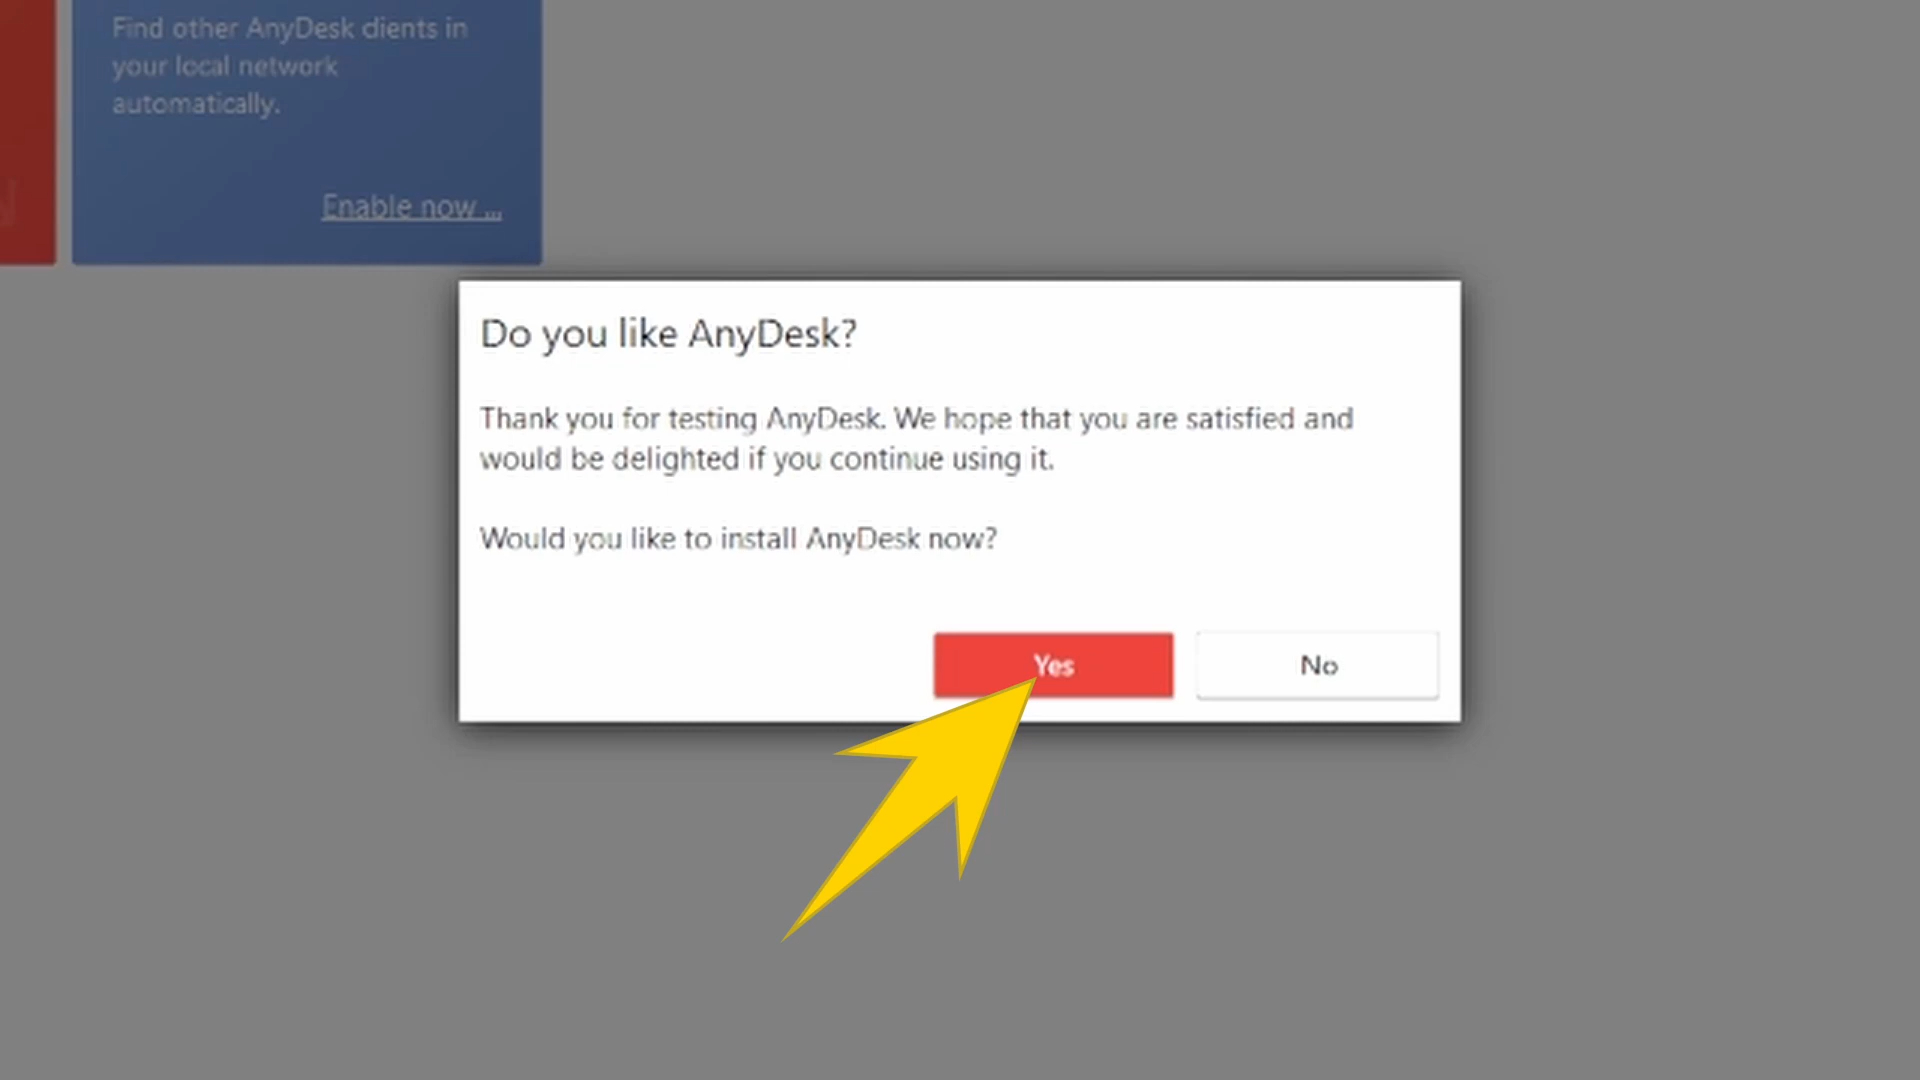 Find other AnyDesk clients in
your local network
automatically.
Enable now ...
Do you like AnyDesk?
Thank you for testing AnyDesk. We hope that you are satisfied and
would be delighted if you continue using it.
Would you like to install AnyDesk now?
Yes
No